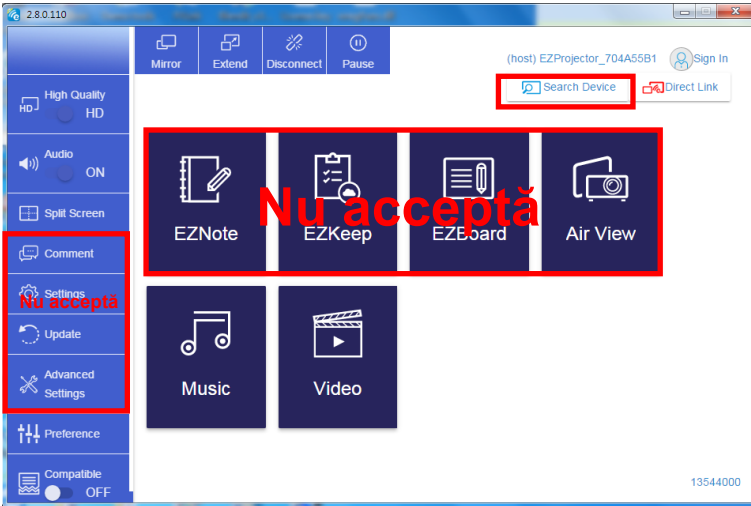 2.8.0.110
Mirror Extend Disconnect Pause
(host) EZProjector_704A55B1 Sign In
Search Device Direct Link
High Quality
HD HD
Audio
ON
Split Screen
Comment
Settings
Nu acceptă
Update
Advanced
Settings
Preference
Compatible
OFF
Nu acceptă
EZNote EZKeep EZBoard Air View
Music Video
13544000